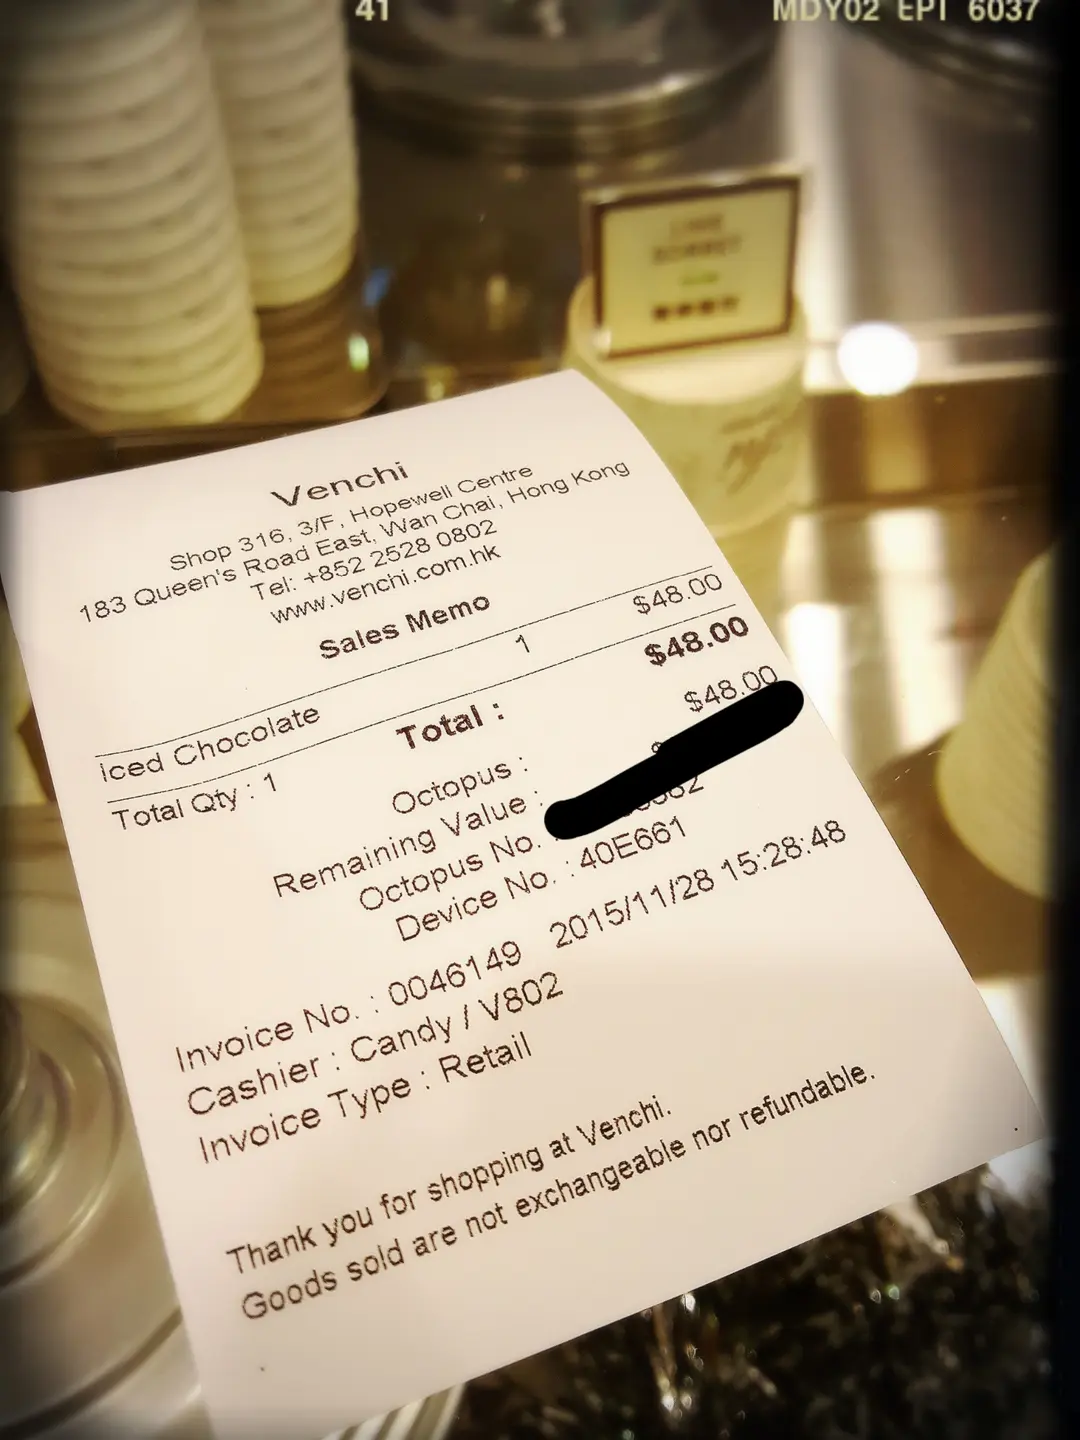 41
MDY02 EPT 6037
Venchi
Shop 316, 3/F, Hopewell Centre
183 Queen's Road East, Wan Chai, Hong Kong
Tel: +852 2528 0802
www.venchi.com.hk
Sales Memo
Iced Chocolate 1 $48.00
Total Qty : 1 Total : $48.00
Octopus : $48.00
Remaining Value :
Octopus No.
Device No. : 40E661
Invoice No. : 0046149 2015/11/28 15:28:48
Cashier : Candy / V802
Invoice Type : Retail
Thank you for shopping at Venchi.
Goods sold are not exchangeable nor refundable.